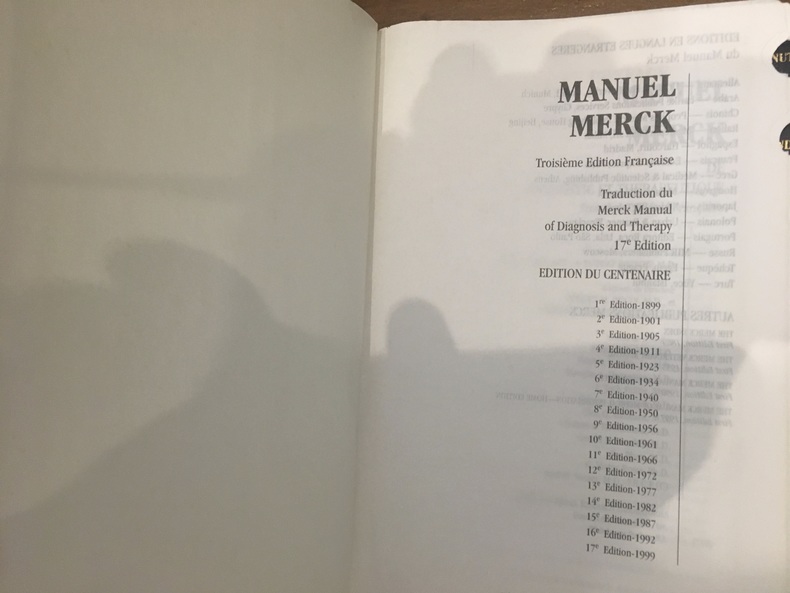 MANUEL
MERCK
Troisième Edition Française
Traduction du
Merck Manual
of Diagnosis and Therapy
17e Edition
EDITION DU CENTENAIRE
1re Edition-1899
2e Edition-1901
3e Edition-1905
4e Edition-1911
5e Edition-1923
6e Edition-1934
7e Edition-1940
8e Edition-1950
9e Edition-1956
10e Edition-1961
11e Edition-1966
12e Edition-1972
13e Edition-1977
14e Edition-1982
15e Edition-1987
16e Edition-1992
17e Edition-1999